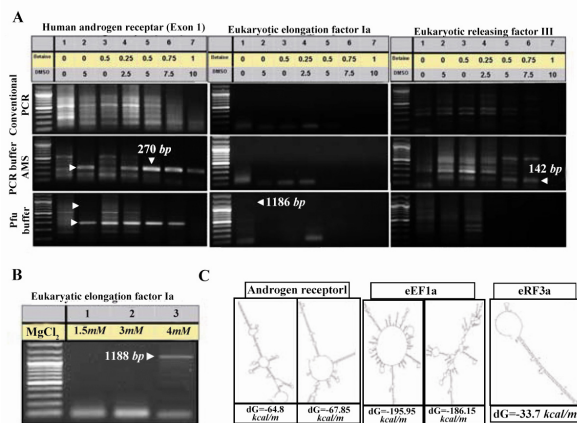 A
Human androgen receptar (Exon 1)
Eukaryotic elongation factor Ia
Eukaryotic releasing factor III
1 2 3 4 5 6 7 1 2 3 4 5 6 7 1 2 3 4 5 6 7
Betaine 0 0 0.5 0.25 0.5 0.75 1 Betaine 0 0 0.5 0.25 0.5 0.75 1 Betaine 0 0 0.5 0.25 0.5 0.75 1
DMSO 0 5 0 2.5 5 7.5 10 DMSO 0 5 0 2.5 5 7.5 10 DMSO 0 5 0 2.5 5 7.5 10
Conventional
PCR
PCR buffer
AMS
270 bp
142
bp
Pfu
buffer
1186 bp
B
Eukaryatic elongation factor Ia
1 2 3
MgCl2 1.5mM 3mM 4mM
1188 bp
C
Androgen receptorl
eEF1a
eRF3a
dG=-64.8
kcal/m
dG=-67.85
kcal/m
dG=-195.95
kcal/m
dG=-186.15
kcal/m
dG=-33.7 kcal/m